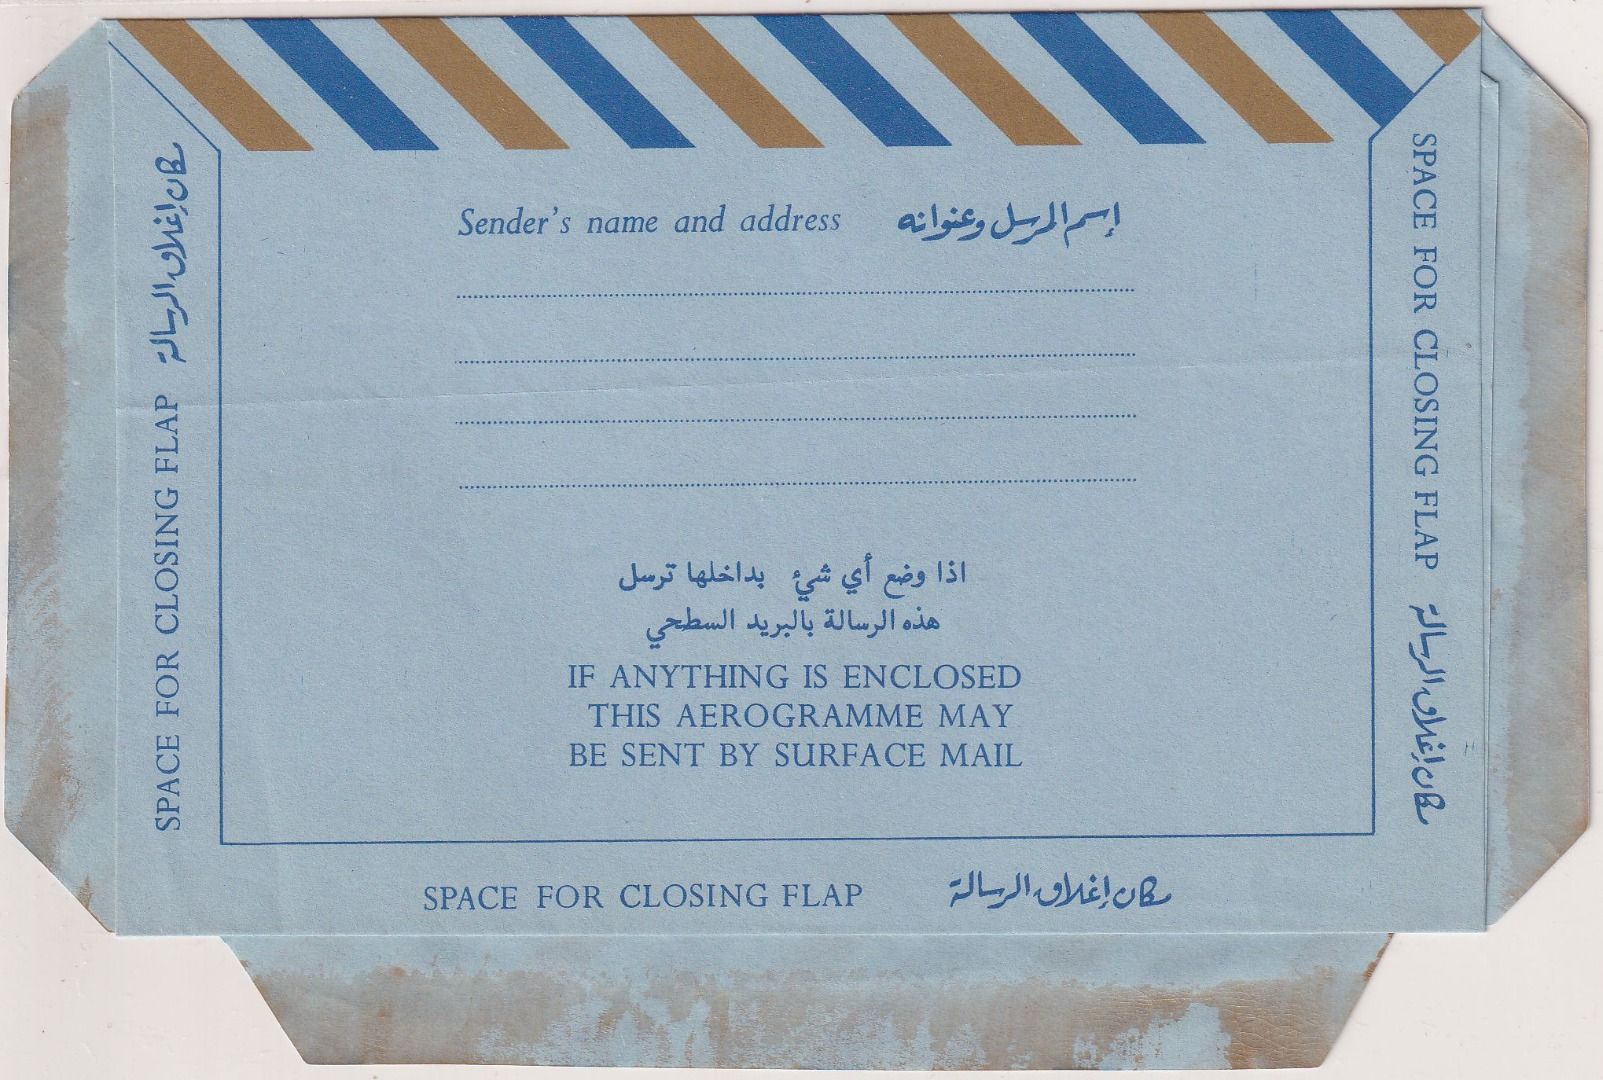 Sender's name and address إسم المرسل وعنوانه
اذا وضع أي شيء بداخلها ترسل
هذه الرسالة بالبريد السطحي
IF ANYTHING IS ENCLOSED
THIS AEROGRAMME MAY
BE SENT BY SURFACE MAIL
SPACE FOR CLOSING FLAP مكان إغلاق الرسالة
SPACE FOR CLOSING FLAP مكان إغلاق الرسالة
SPACE FOR CLOSING FLAP مكان إغلاق الرسالة